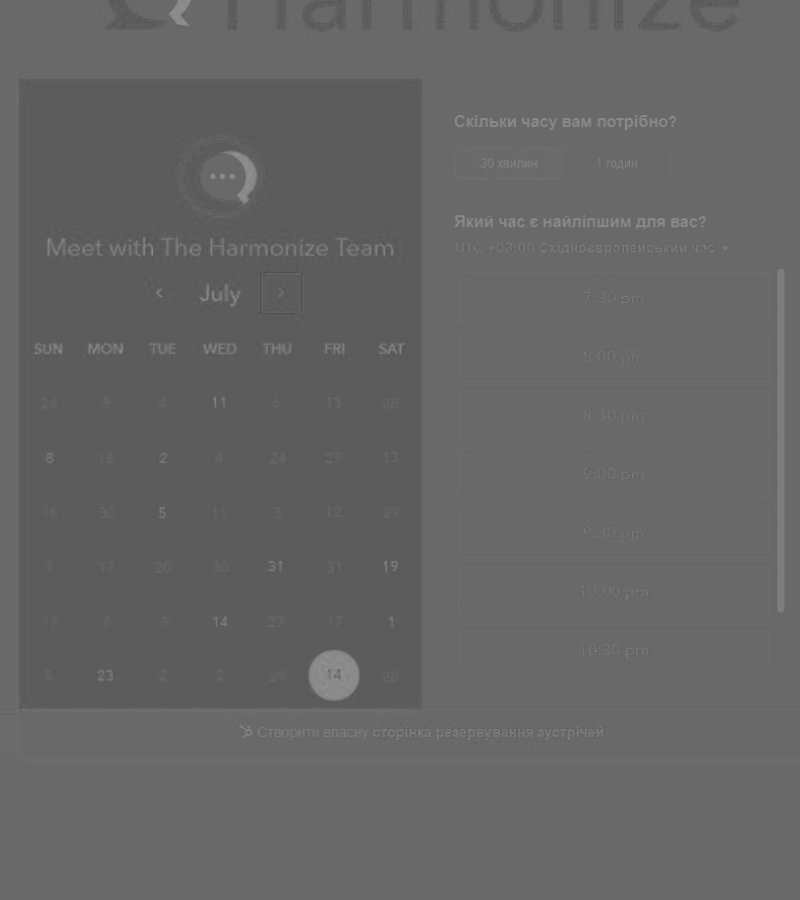 Harmonize
Meet with The Harmonize Team
July
SUN MON TUE WED THU FRI SAT
26 9 4 11 6 13 28
8 18 2 4 24 27 13
16 30 5 11 9 12 29
1 17 20 30 31 31 19
17 7 3 14 27 17 1
5 23 2 2 29 14 28
Скільки часу вам потрібно?
30 хвилин 1 годин
Який час є найліпшим для вас?
UTC +03:00 Східноєвропейський час
7:30 pm
8:00 pm
8:30 pm
9:00 pm
9:30 pm
10:00 pm
10:30 pm
Створити власну сторінка резервування зустрічей